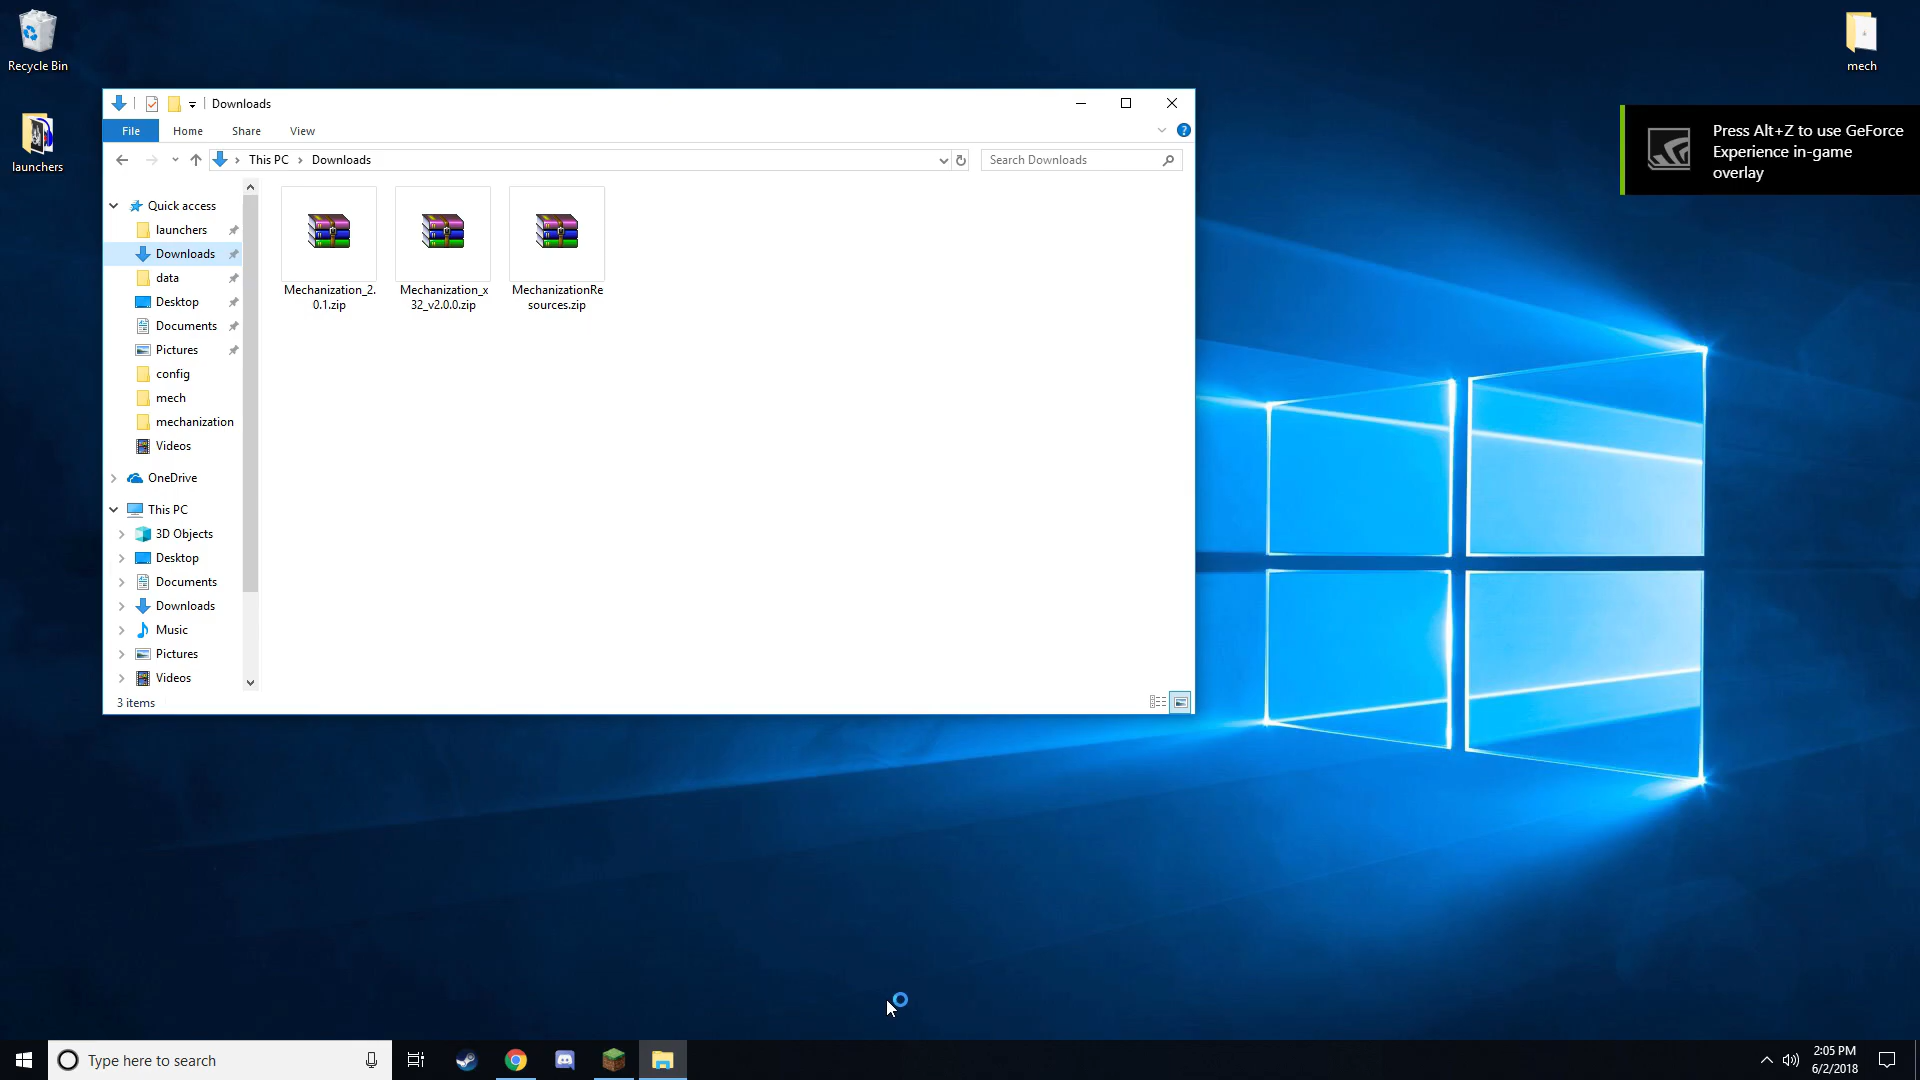 Recycle Bin
mech
launchers
Downloads
File Home Share View
This PC Downloads
Search Downloads
Quick access
launchers
Downloads
data
Desktop
Documents
Pictures
config
mech
mechanization
Videos
OneDrive
This PC
3D Objects
Desktop
Documents
Downloads
Music
Pictures
Videos
Mechanization_2.
0.1.zip
Mechanization_x
32_v2.0.0.zip
MechanizationRe
sources.zip
3 items
Press Alt+Z to use GeForce
Experience in-game
overlay
Type here to search
2:05 PM
6/2/2018